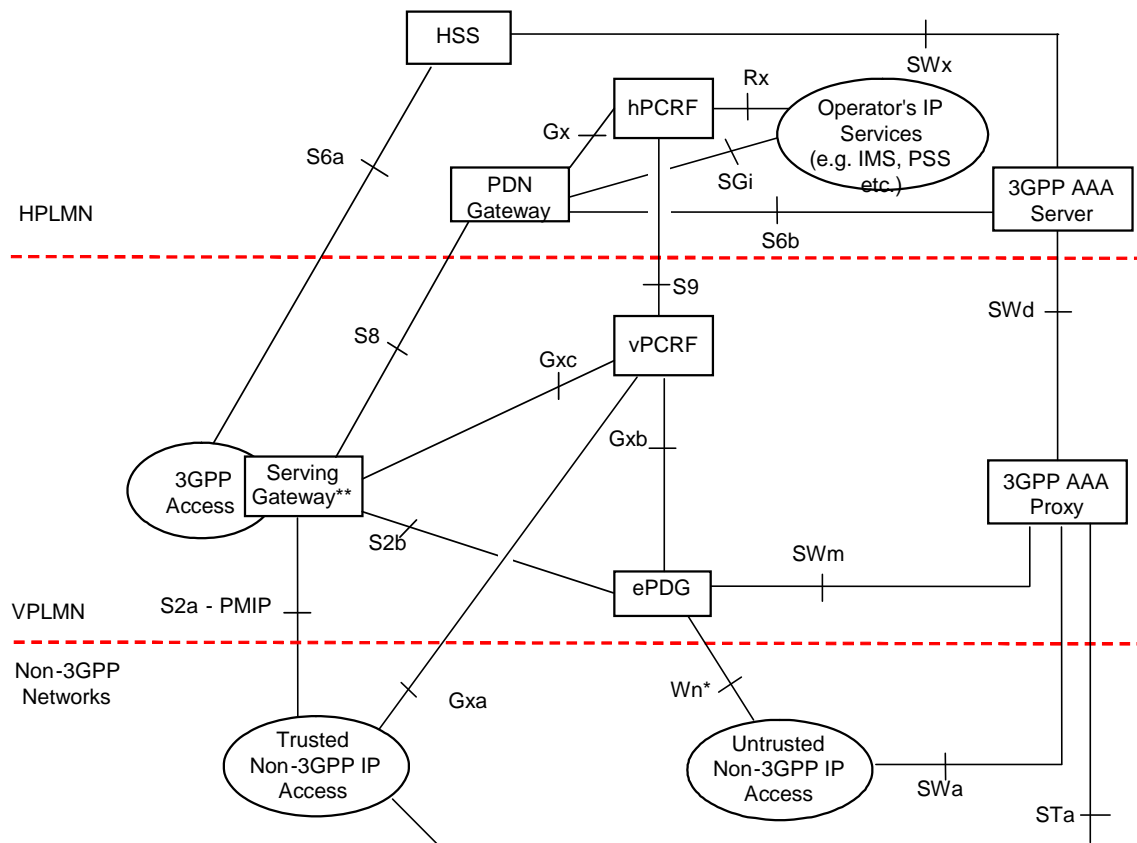 HSS
SWx
Rx
hPCRF
Operator's IP
Services
(e.g. IMS, PSS
etc.)
Gx
S6a
SGi
PDN
Gateway
3GPP AAA
Server
HPLMN
S6b
S9
SWd
S8
vPCRF
Gxc
Gxb
3GPP
Access
Serving
Gateway**
3GPP AAA
Proxy
S2b
SWm
ePDG
S2a - PMIP
VPLMN
Non-3GPP
Networks
Gxa
Wn*
Trusted
Non-3GPP IP
Access
Untrusted
Non-3GPP IP
Access
SWa
STa